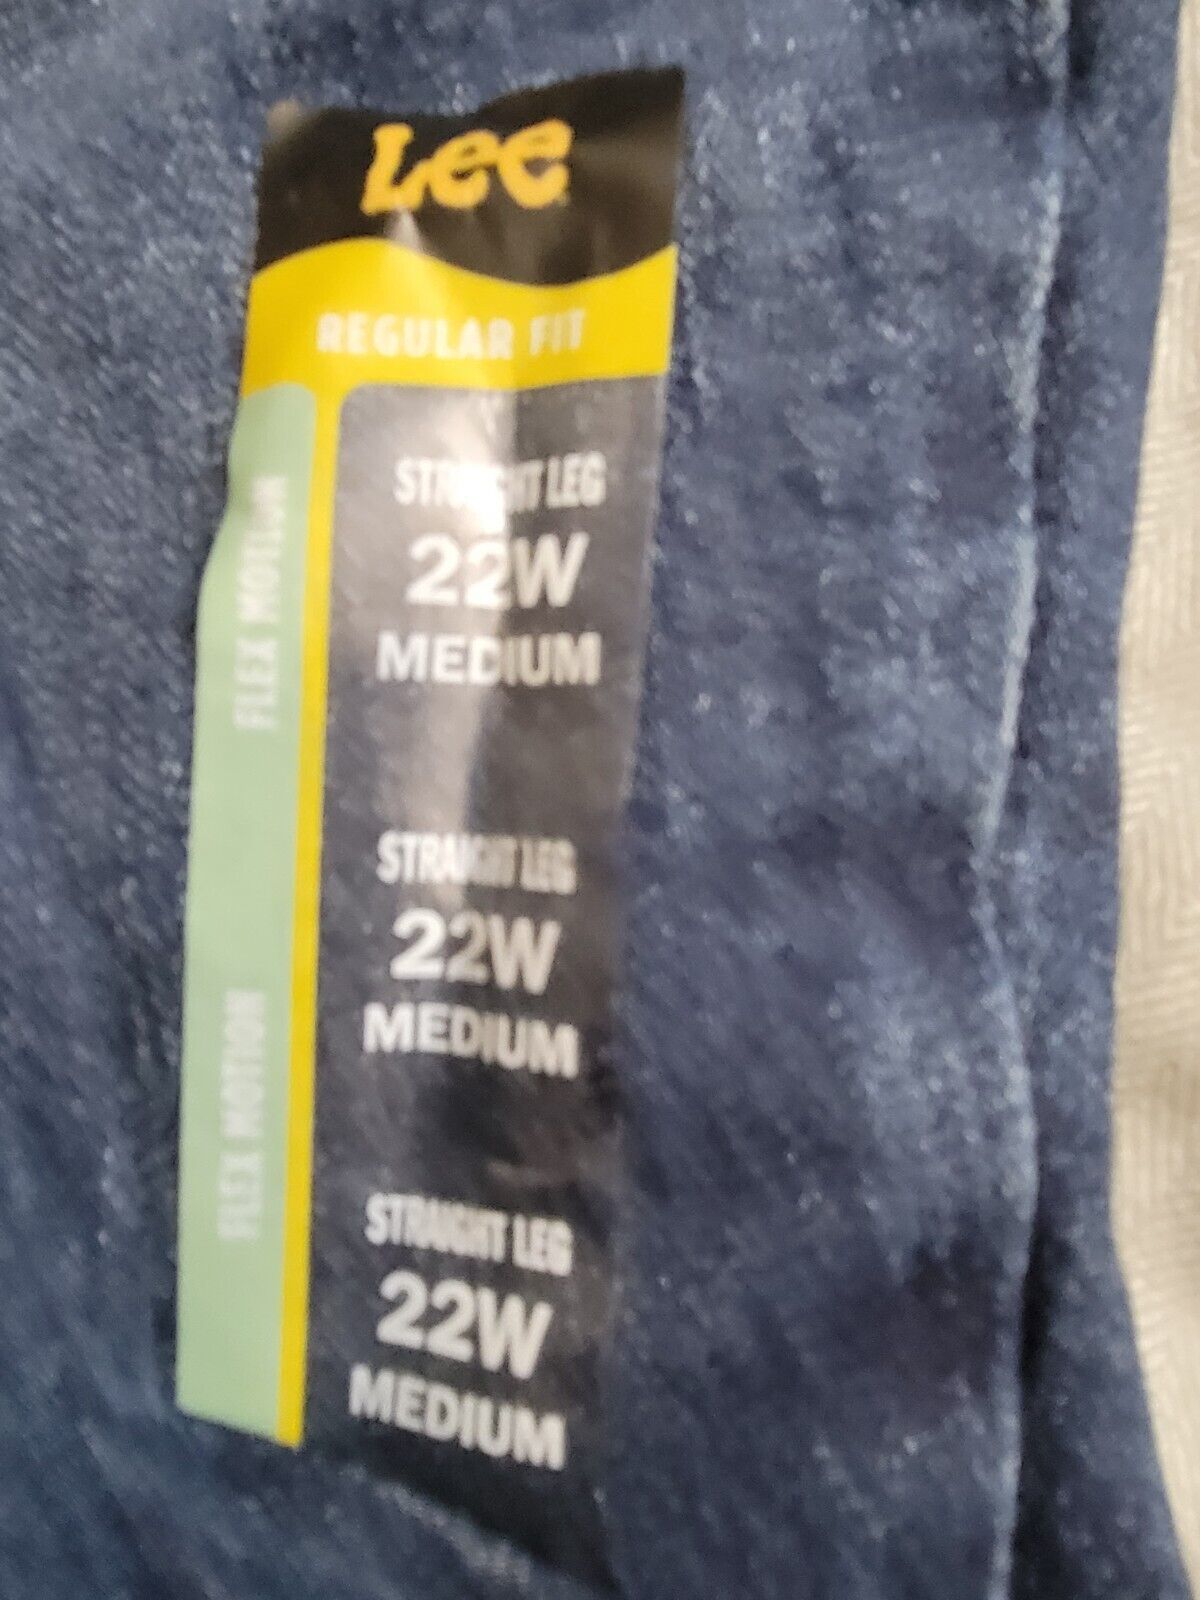 Lee
REGULAR FIT
FLEX MOTION
STRAIGHT LEG
22W
MEDIUM
STRAIGHT LEG
22W
MEDIUM
FLEX MOTION
STRAIGHT LEG
22W
MEDIUM